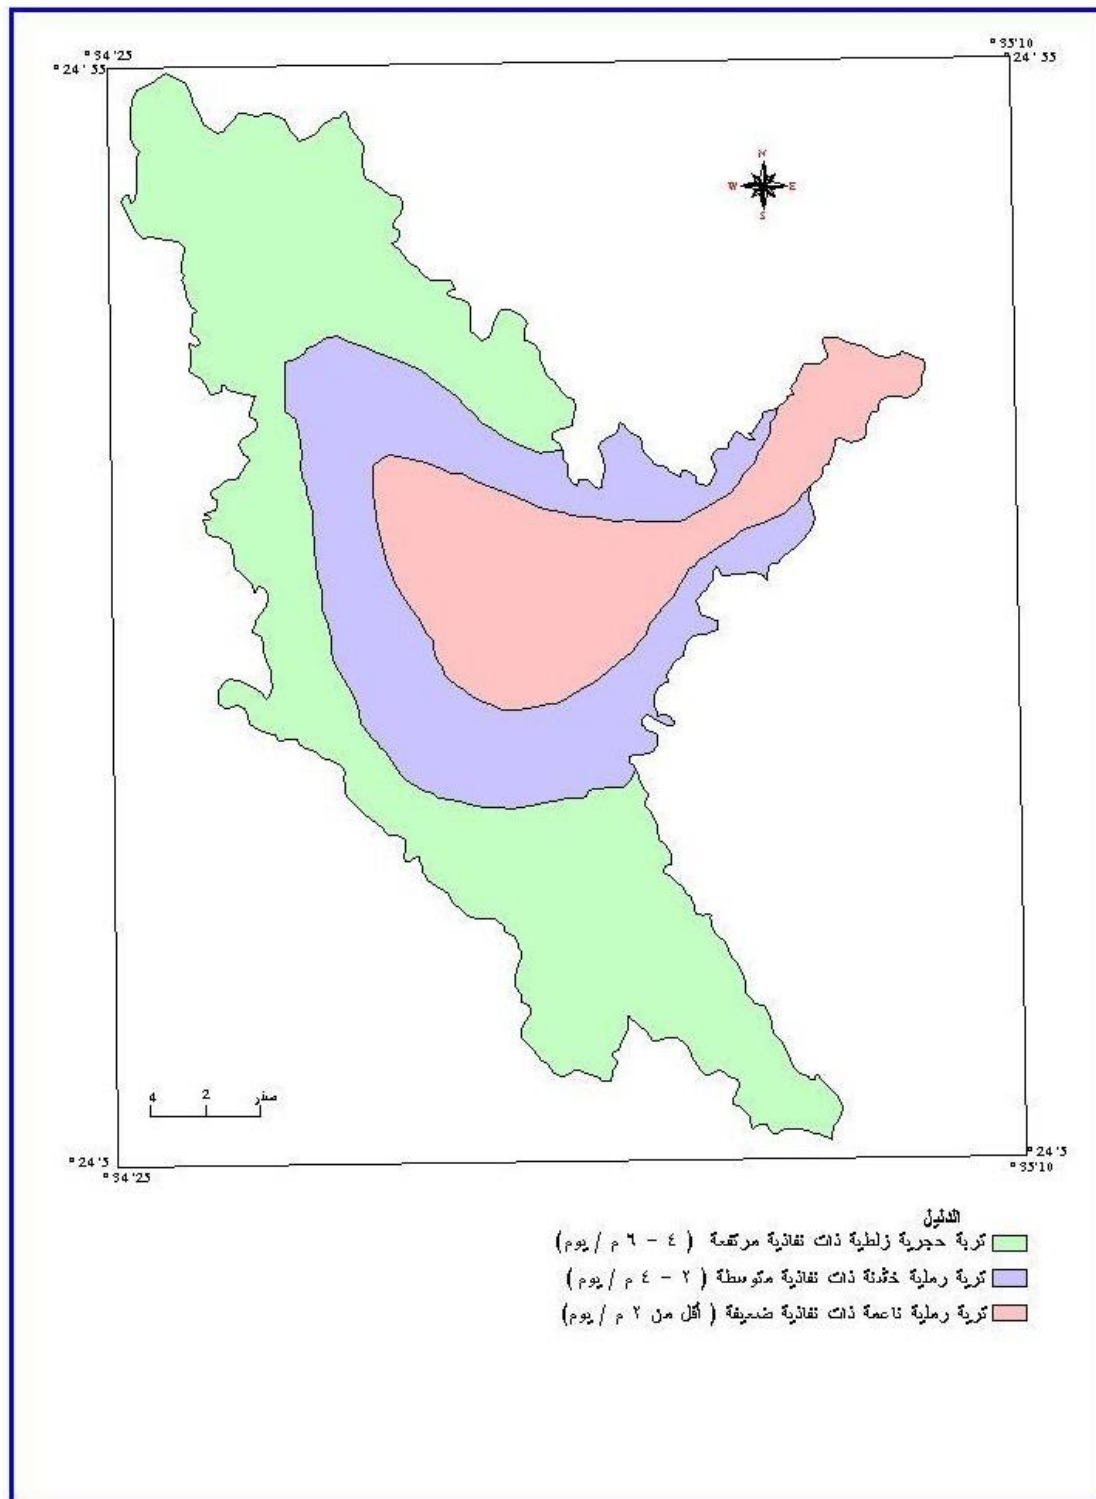 ° 34 '25
° 35'10
° 24 ' 55
° 24 ' 55
N
W E
S
4 2 صفر
° 24 '5
° 24 '5
° 34 '25
° 35'10
الدليل
تربة حجرية زلطية ذات نفاذية مرتفعة ( ٤ - ٦ م / يوم)
تربة رملية خشنة ذات نفاذية متوسطة ( ٢ - ٤ م / يوم )
تربة رملية ناعمة ذات نفاذية ضعيفة ( أقل من ٢ م / يوم)